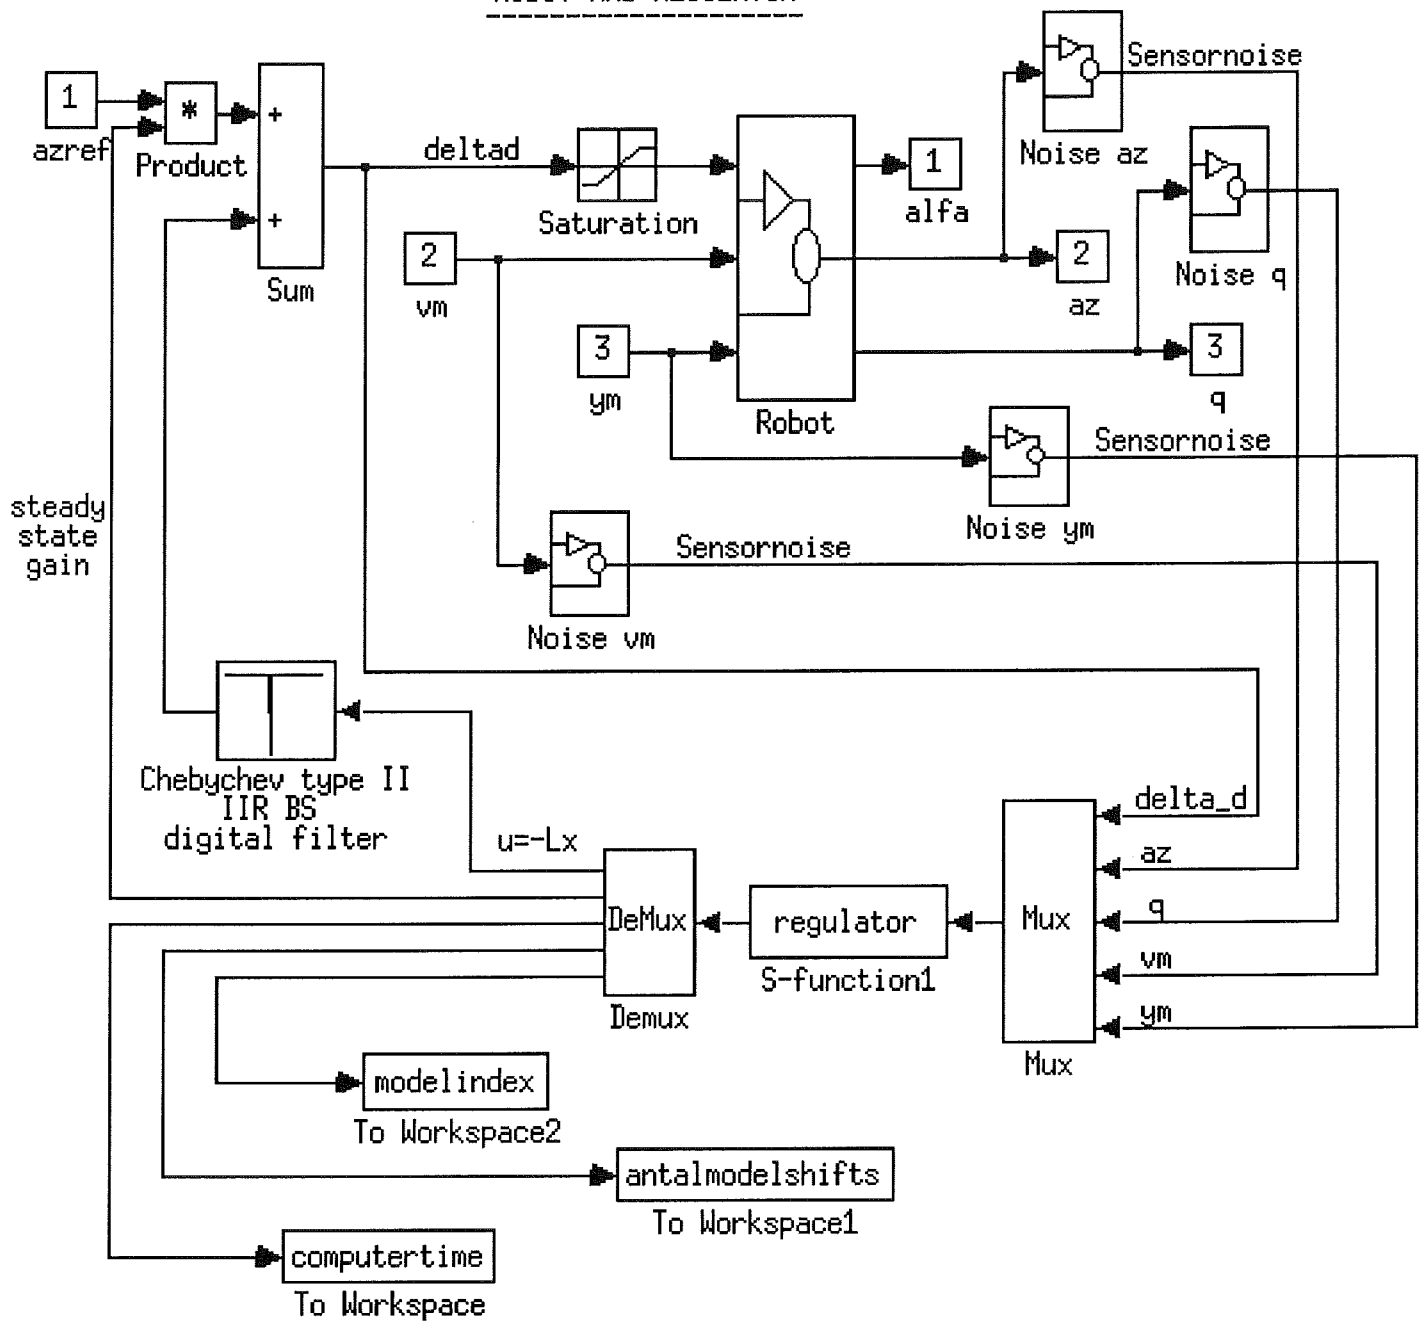 Sensornoise
1
*
+
azref
Product
deltad
1
Noise az
alfa
+
Saturation
2
2
Sum
vm
az
Noise q
3
3
ym
q
Robot
Sensornoise
steady
state
gain
Noise ym
Sensornoise
Noise vm
Chebychev type II
IIR BS
digital filter
delta_d
u=-Lx
az
DeMux
regulator
Mux
q
S-function1
vm
Demux
ym
Mux
modelindex
To Workspace2
antalmodelshifts
To Workspace1
computertime
To Workspace